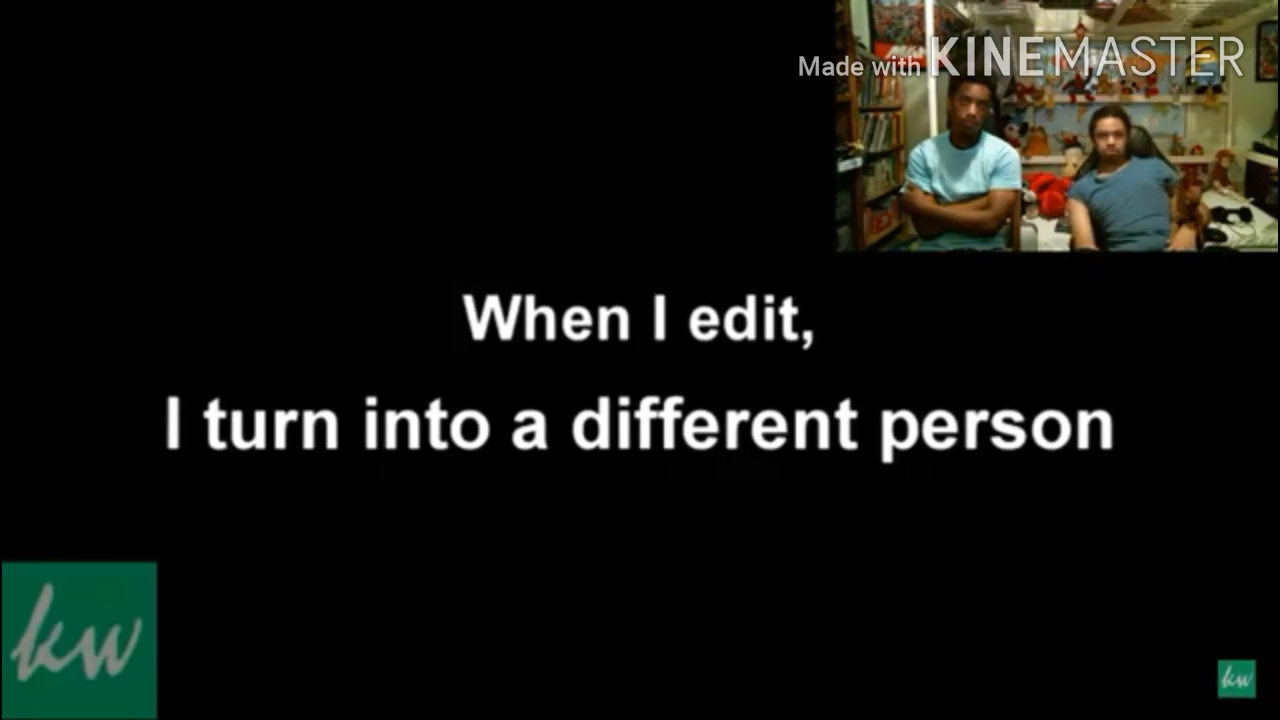 Made with KINEMASTER
When I edit,
I turn into a different person
kw
kw